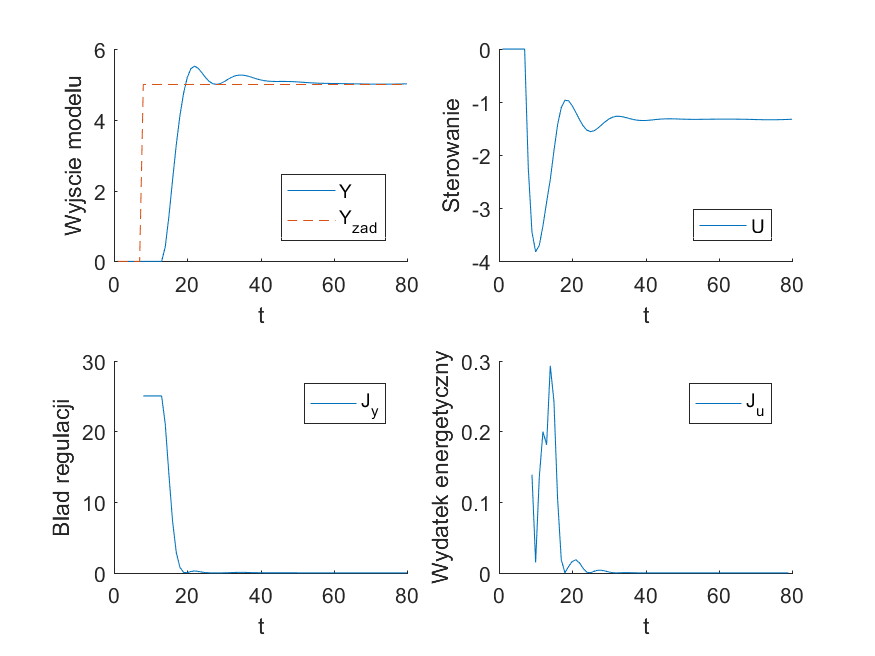 Wyjscie modelu
6
4
2
0
0 20 40 60 80
t
Y
Y_zad
Sterowanie
0
-1
-2
-3
-4
0 20 40 60 80
t
U
Blad regulacji
30
20
10
0
0 20 40 60 80
t
J_y
Wydatek energetyczny
0.3
0.2
0.1
0
0 20 40 60 80
t
J_u